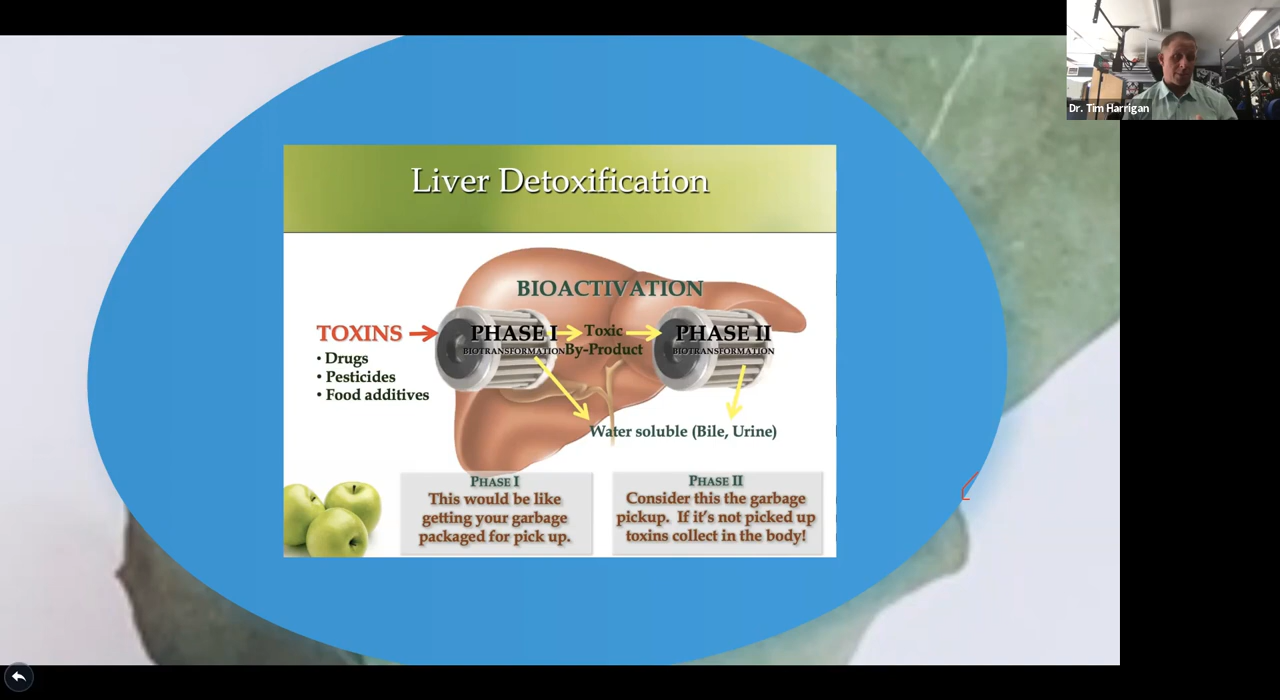 Dr. Tim Harrigan
Liver Detoxification
BIOACTIVATION
TOXINS
• Drugs
• Pesticides
• Food additives
PHASE I
BIOTRANSFORMATION
Toxic
By-Product
PHASE II
BIOTRANSFORMATION
Water soluble (Bile, Urine)
PHASE I
This would be like
getting your garbage
packaged for pick up.
PHASE II
Consider this the garbage
pickup. If it's not picked up
toxins collect in the body!